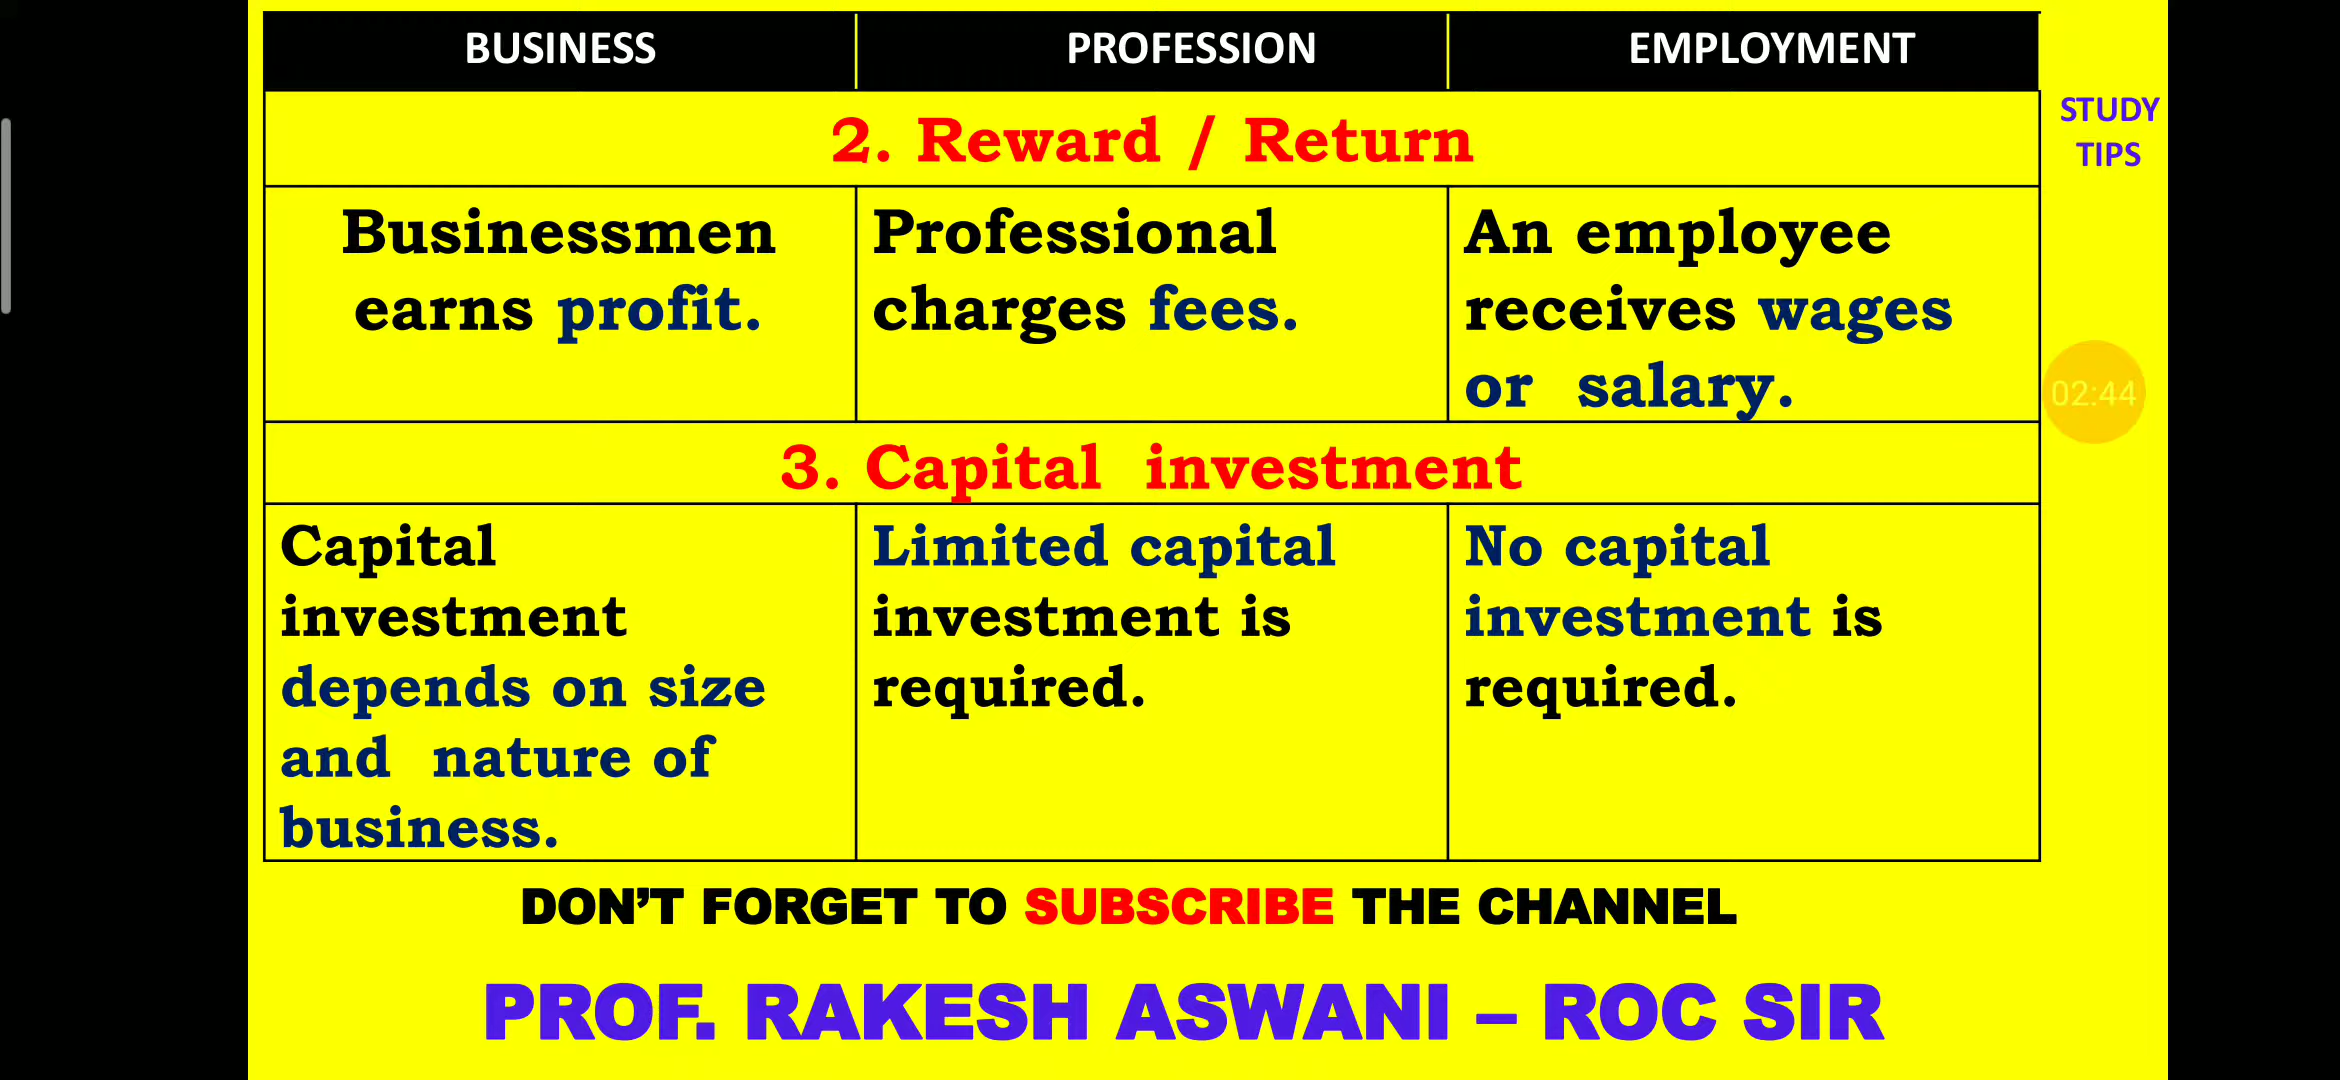 BUSINESS PROFESSION EMPLOYMENT
STUDY
TIPS
2. Reward / Return
Businessmen
earns profit.
Professional
charges fees.
An employee
receives wages
or salary.
02:44
3. Capital investment
Capital
investment
depends on size
and nature of
business.
Limited capital
investment is
required.
No capital
investment is
required.
DON'T FORGET TO SUBSCRIBE THE CHANNEL
PROF. RAKESH ASWANI – ROC SIR